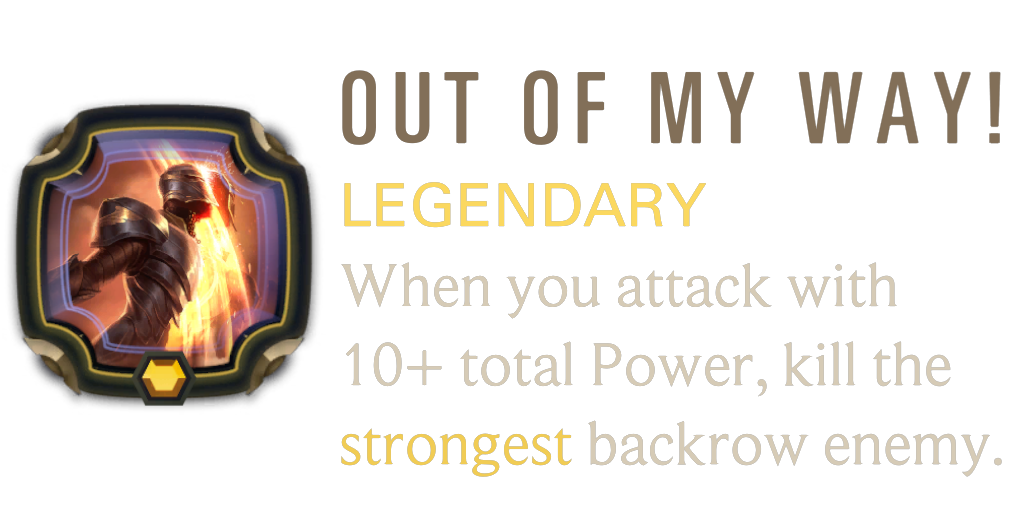 OUT OF MY WAY!
LEGENDARY
When you attack with
10+ total Power, kill the
strongest backrow enemy.